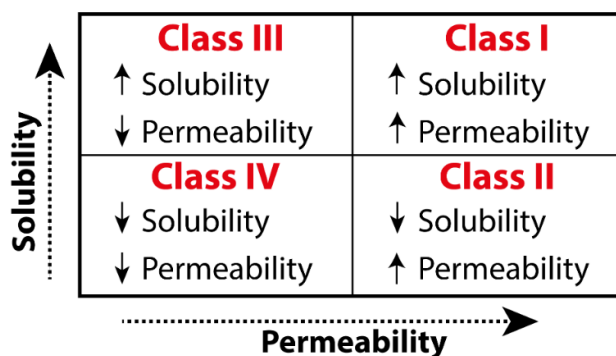 Class III
↑ Solubility
↓ Permeability
Class I
↑ Solubility
↑ Permeability
Class IV
↓ Solubility
↓ Permeability
Class II
↓ Solubility
↑ Permeability
Solubility
Permeability